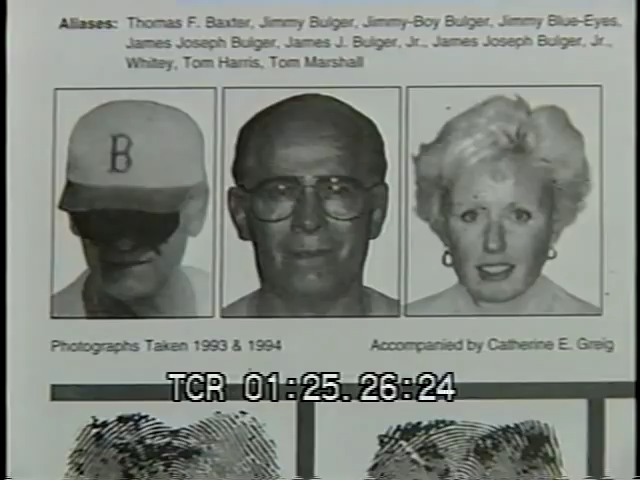 Aliases: Thomas F. Baxter, Jimmy Bulger, Jimmy-Boy Bulger, Jimmy Blue-Eyes,
James Joseph Bulger, James J. Bulger, Jr., James Joseph Bulger, Jr.,
Whitey, Tom Harris, Tom Marshall
B
Photographs Taken 1993 & 1994 Accompanied by Catherine E. Greig
TCR 01:25.26:24